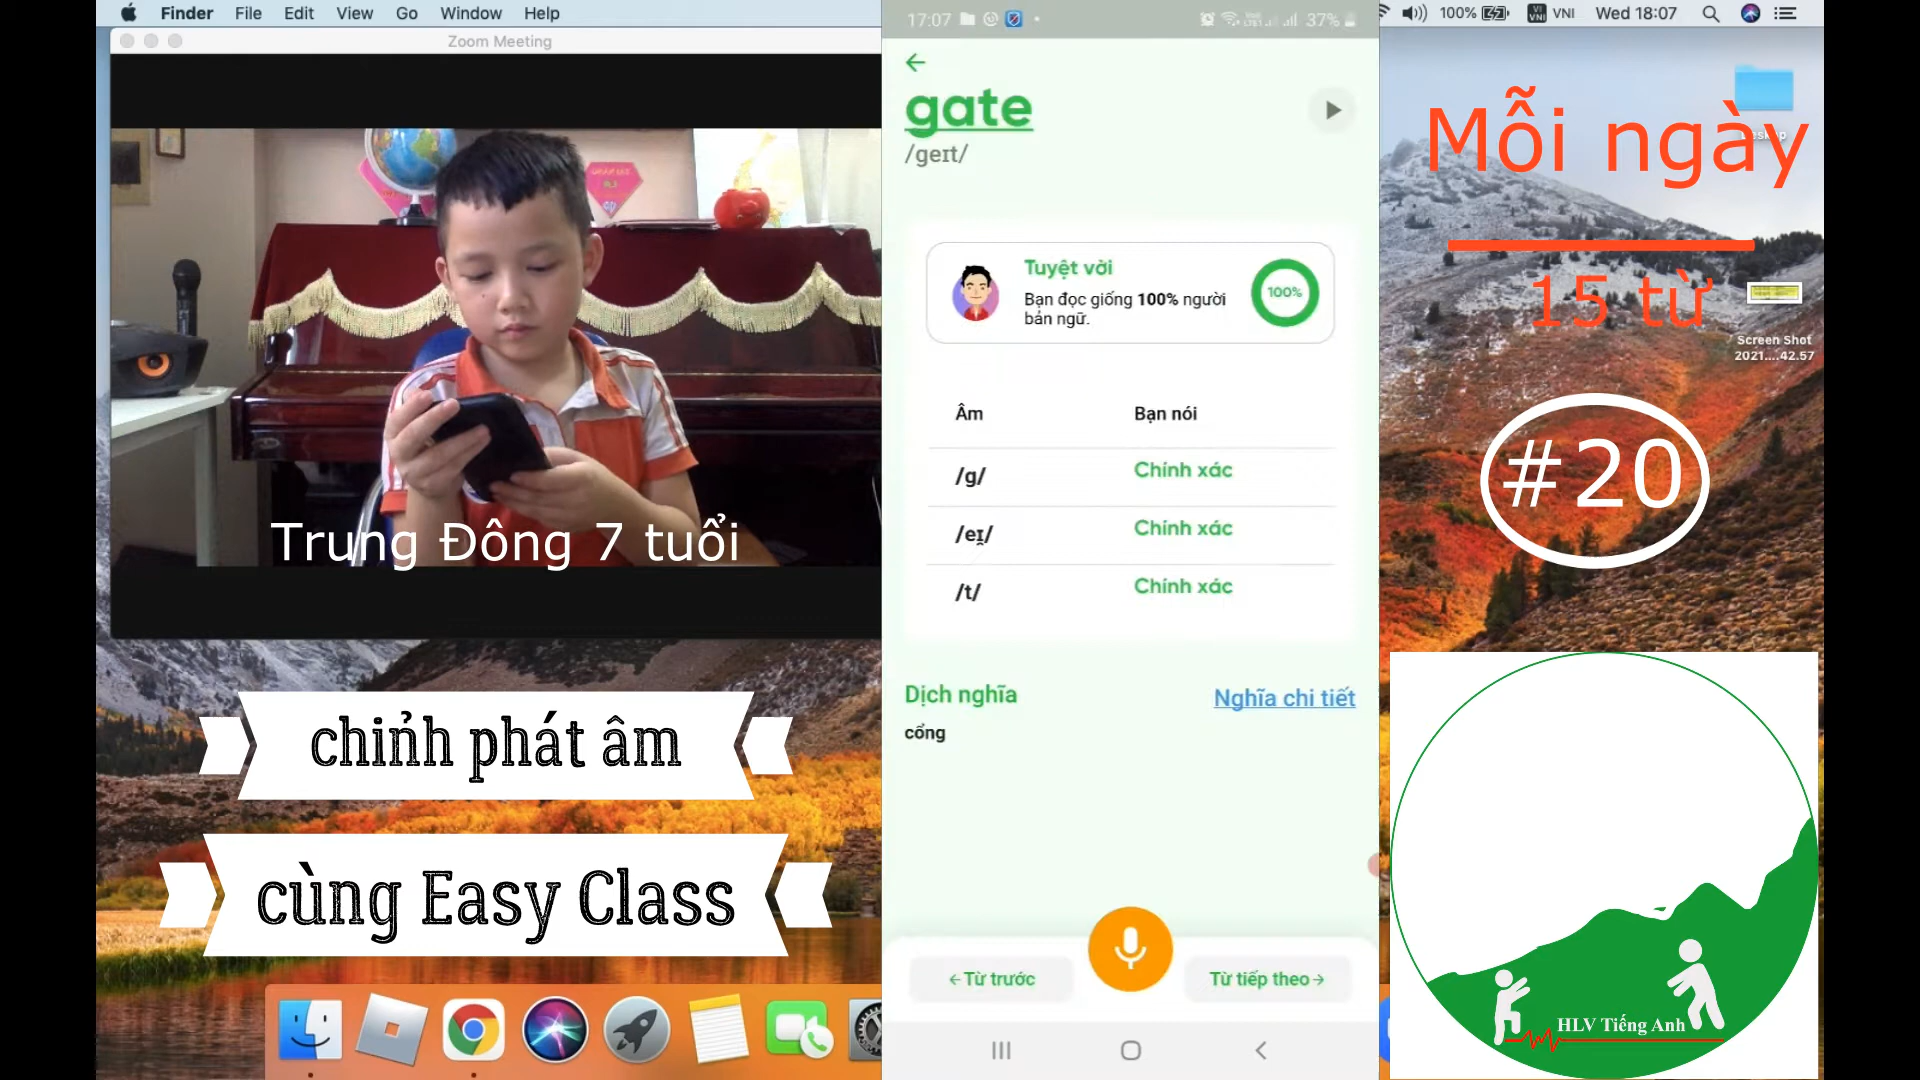 Finder File Edit View Go Window Help
100% VNI Wed 18:07
Zoom Meeting
Trung Đông 7 tuổi
chỉnh phát âm
cùng Easy Class
17:07 37%
gate
/geɪt/
Tuyệt vời
Bạn đọc giống 100% người
bản ngữ.
100%
Âm Bạn nói
/g/ Chính xác
/eɪ̯/ Chính xác
/t/ Chính xác
Dịch nghĩa Nghĩa chi tiết
cổng
←Từ trước Từ tiếp theo→
Mỗi ngày
15 từ
Screen Shot
2021....42.57
#20
HLV Tiếng Anh